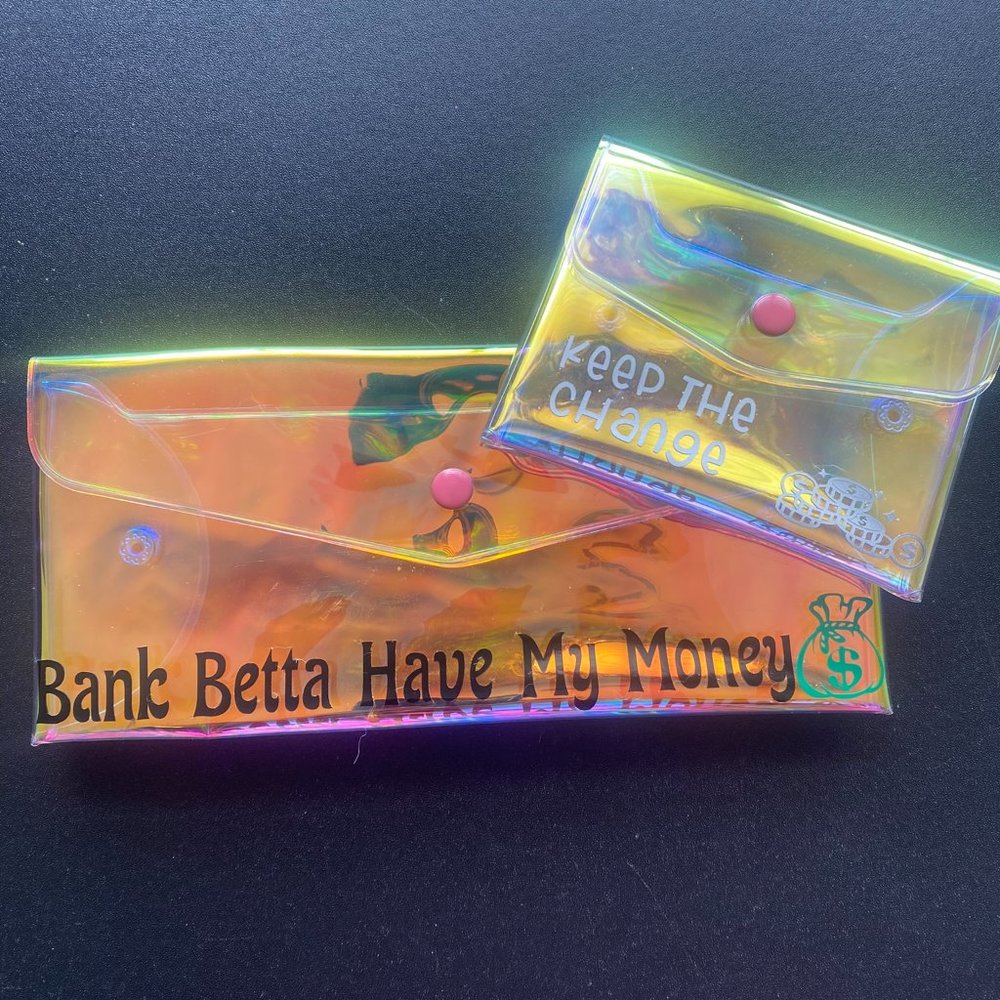 Keep The
Change
Bank Betta Have My Money
$